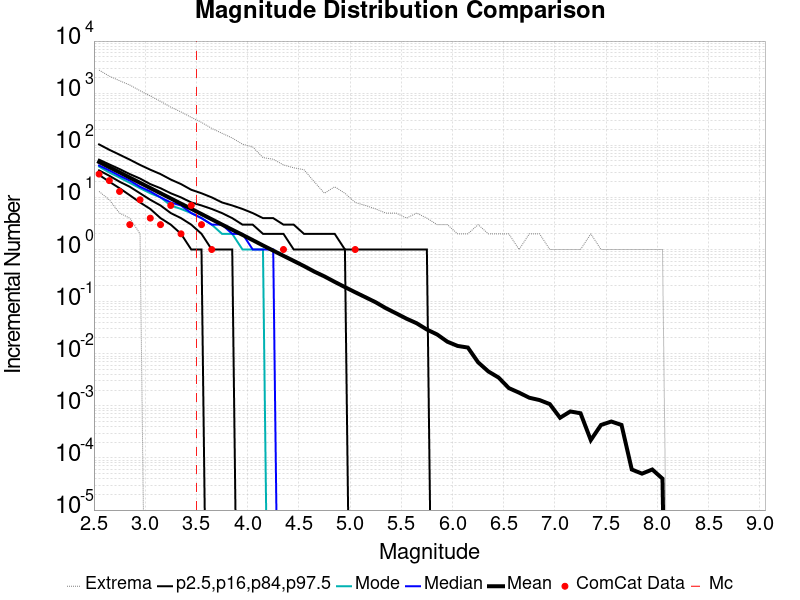 Magnitude Distribution Comparison
10^4
10^3
10^2
10^1
10^0
10^-1
10^-2
10^-3
10^-4
10^-5
Incremental Number
2.5 3.0 3.5 4.0 4.5 5.0 5.5 6.0 6.5 7.0 7.5 8.0 8.5 9.0
Magnitude
Extrema p2.5,p16,p84,p97.5 Mode Median Mean ComCat Data Mc